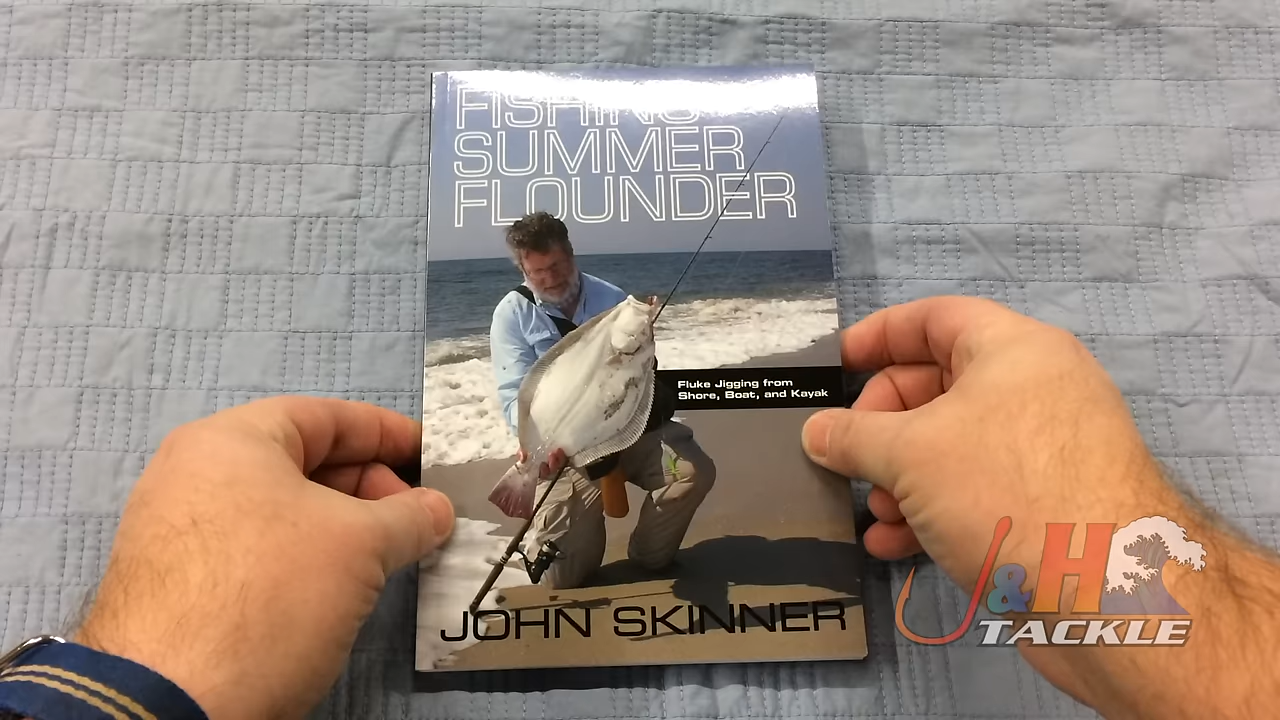 FISHING
SUMMER
FLOUNDER
Fluke Jigging from
Shore, Boat, and Kayak
JOHN SKINNER
J&H
TACKLE